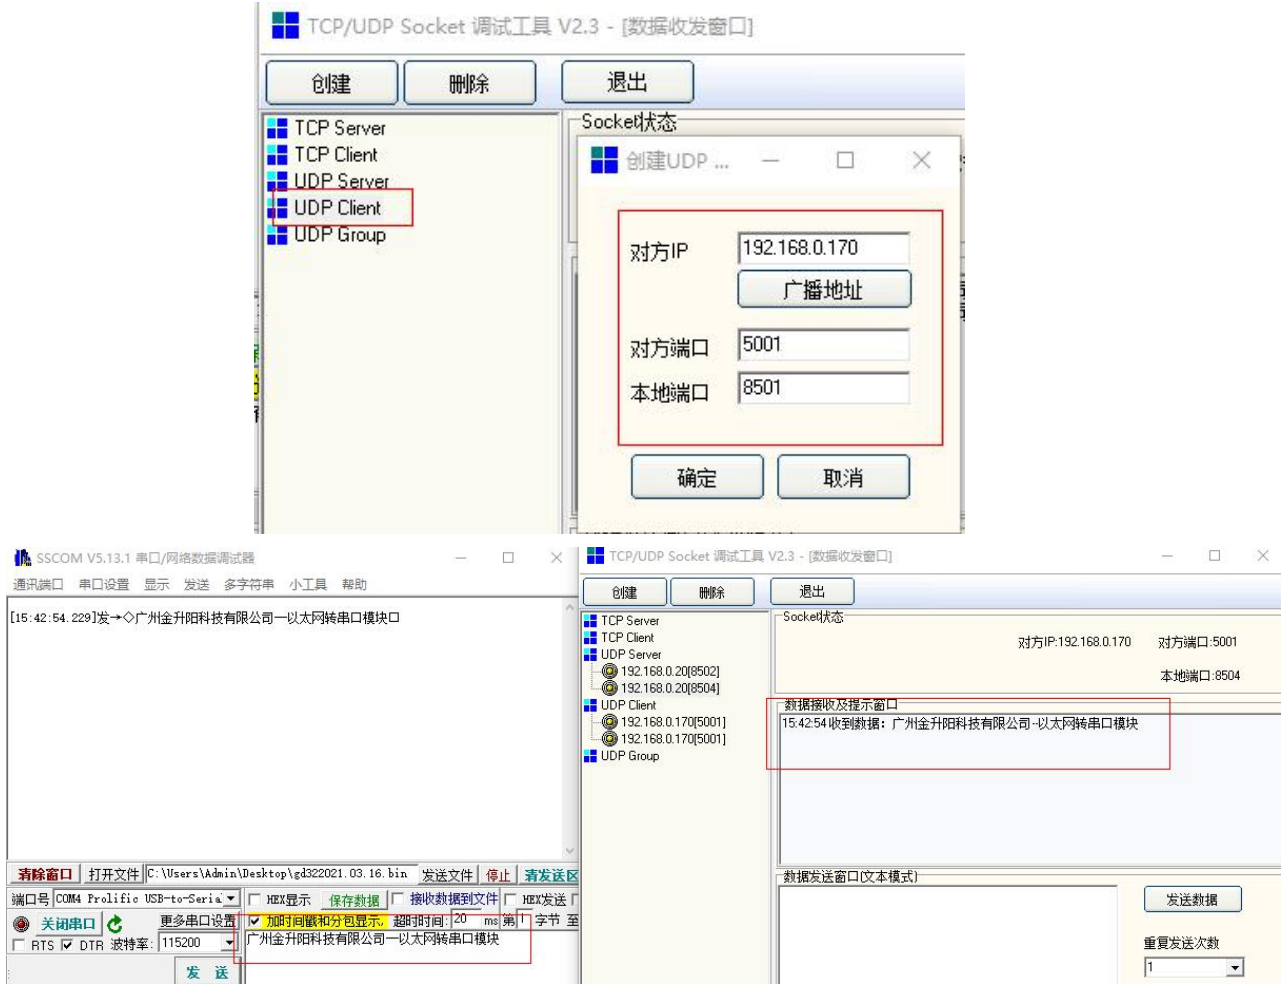 TCP/UDP Socket 调试工具 V2.3 - [数据收发窗口]
创建 删除 退出
TCP Server
TCP Client
UDP Server
UDP Client
UDP Group
Socket状态
创建UDP ...
对方IP 192.168.0.170
广播地址
对方端口 5001
本地端口 8501
确定 取消
SSCOM V5.13.1 串口/网络数据调试器
通讯端口 串口设置 显示 发送 多字符串 小工具 帮助
[15:42:54.229]发→◇广州金升阳科技有限公司—以太网转串口模块□
清除窗口 打开文件 C:\Users\Admin\Desktop\gd322021.03.16.bin 发送文件 停止 清发送区
端口号 COM4 Prolific USB-to-Seria HEX显示 保存数据 接收数据到文件 HEX发送
关闭串口 更多串口设置 加时间戳和分包显示, 超时时间: 20 ms 第 1 字节 至
RTS DTR 波特率: 115200 广州金升阳科技有限公司—以太网转串口模块
发 送
TCP/UDP Socket 调试工具 V2.3 - [数据收发窗口]
创建 删除 退出
TCP Server
TCP Client
UDP Server
192.168.0.20[8502]
192.168.0.20[8504]
UDP Client
192.168.0.170[5001]
192.168.0.170[5001]
UDP Group
Socket状态
对方IP:192.168.0.170 对方端口:5001
本地端口:8504
数据接收及提示窗口
15:42:54 收到数据：广州金升阳科技有限公司--以太网转串口模块
数据发送窗口(文本模式)
发送数据
重复发送次数
1